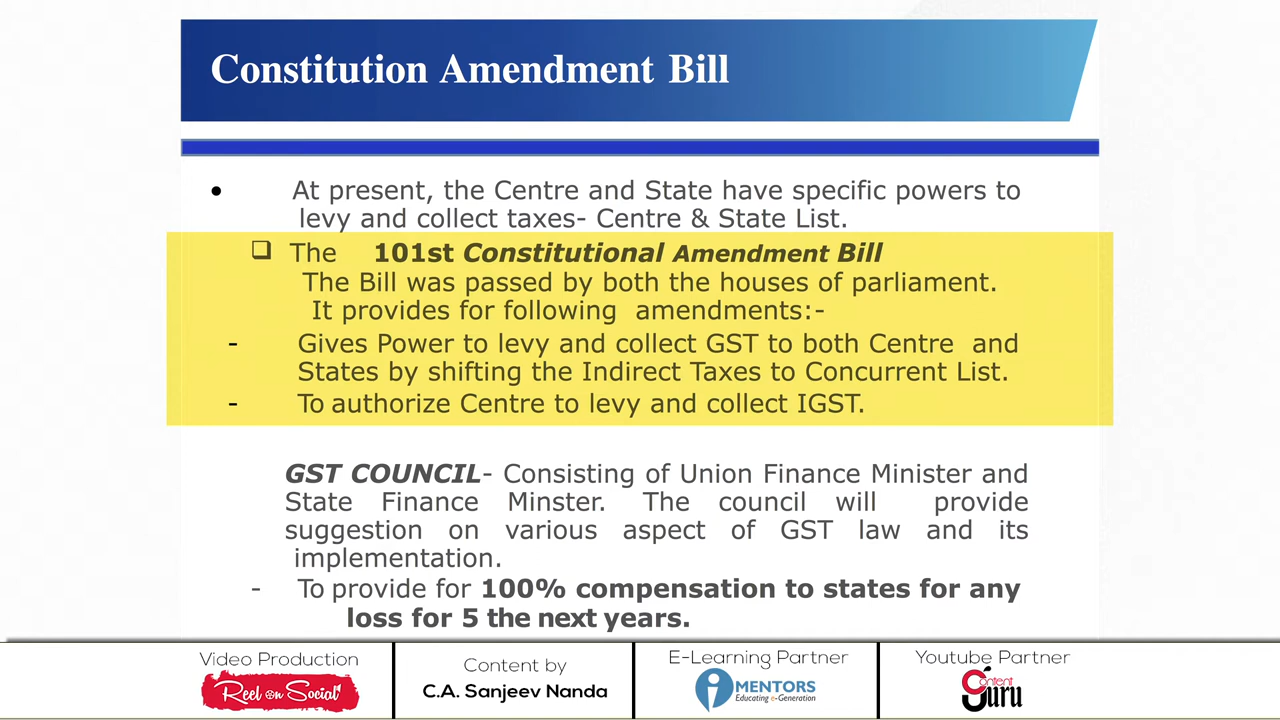 Constitution Amendment Bill
• At present, the Centre and State have specific powers to
levy and collect taxes- Centre & State List.
❑ The 101st Constitutional Amendment Bill
The Bill was passed by both the houses of parliament.
It provides for following amendments:-
- Gives Power to levy and collect GST to both Centre and
States by shifting the Indirect Taxes to Concurrent List.
- To authorize Centre to levy and collect IGST.
GST COUNCIL- Consisting of Union Finance Minister and
State Finance Minster. The council will provide
suggestion on various aspect of GST law and its
implementation.
- To provide for 100% compensation to states for any
loss for 5 the next years.
Video Production
Reel on Social
Content by
C.A. Sanjeev Nanda
E-Learning Partner
iMENTORS
Educating e-Generation
Youtube Partner
Content
Guru